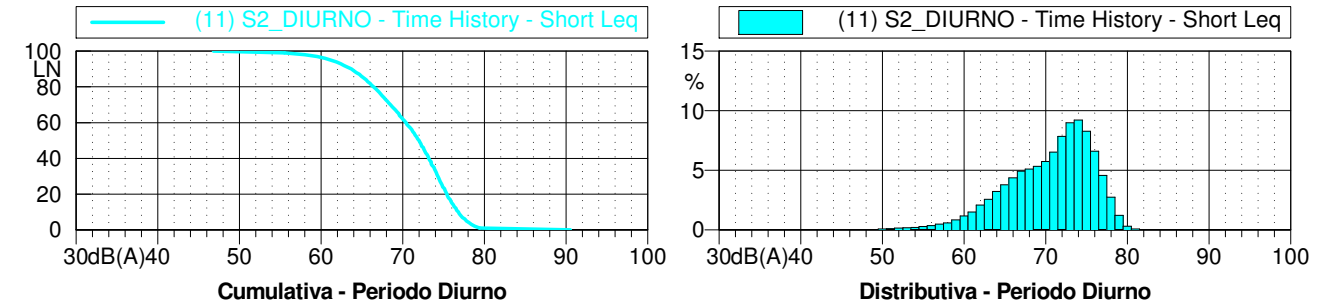 (11) S2_DIURNO - Time History - Short Leq
100
LN
80
60
40
20
0
30dB(A)40 50 60 70 80 90 100
Cumulativa - Periodo Diurno
(11) S2_DIURNO - Time History - Short Leq
15
%
10
5
0
30dB(A)40 50 60 70 80 90 100
Distributiva - Periodo Diurno